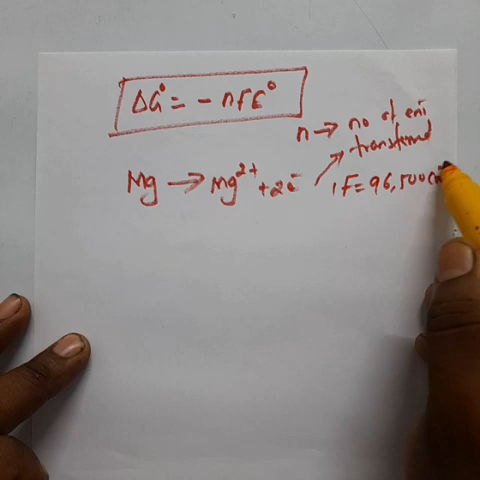 ΔG° = - nFE°
n → no of
transferred
Mg → Mg²⁺ + 2e⁻
1F = 96,500